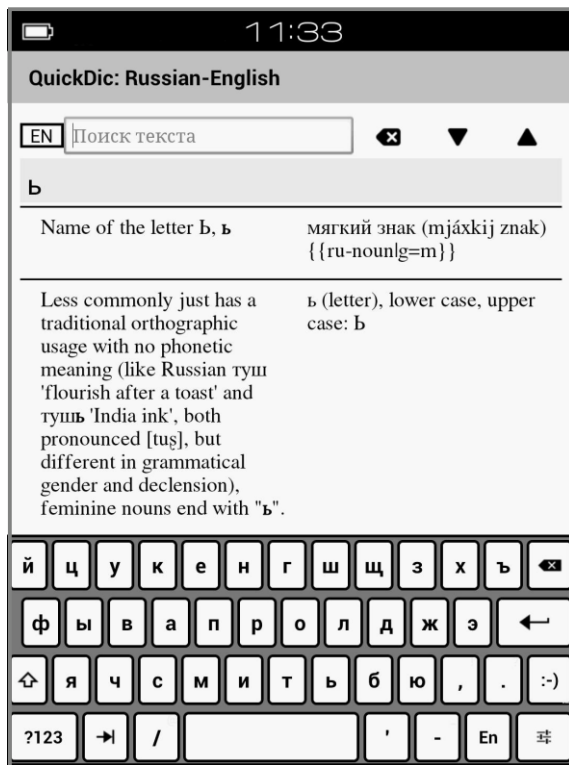 11:33
QuickDic: Russian-English
EN Поиск текста
ь
Name of the letter Ь, ь
мягкий знак (mjáxkij znak)
{{ru-noun|g=m}}
Less commonly just has a
traditional orthographic
usage with no phonetic
meaning (like Russian туш
'flourish after a toast' and
тушь 'India ink', both
pronounced [tuʂ], but
different in grammatical
gender and declension),
feminine nouns end with "ь".
ь (letter), lower case, upper
case: Ь
й ц у к е н г ш щ з х ъ
ф ы в а п р о л д ж э
я ч с м и т ь б ю , . :-)
?123 / ' - En